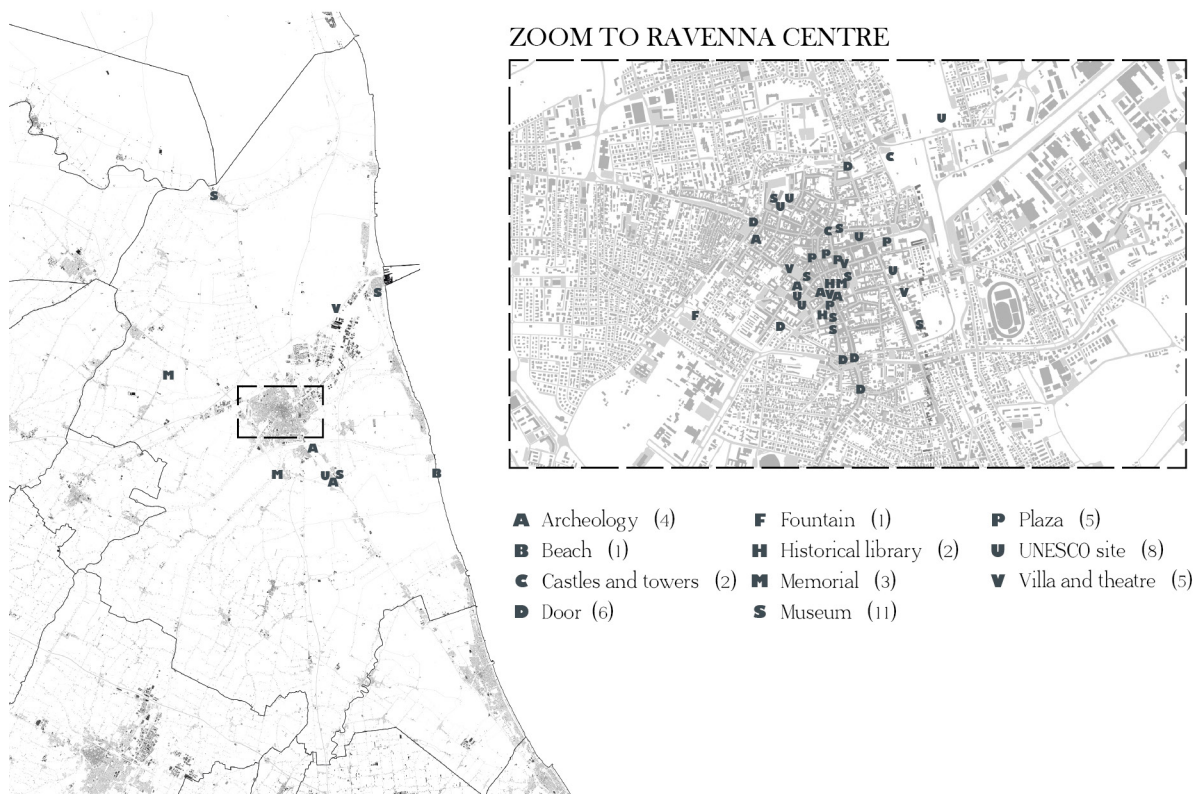 ZOOM TO RAVENNA CENTRE
S
S
V
M
A
M
U S
A
B
U
C
D
S U
U
D
A
C S
U
P
P
P
P
V
V
S
S
U
A
H M
V
U
A V A
U
P
F
H S
S
S
D
D D
D
A Archeology (4)
B Beach (1)
C Castles and towers (2)
D Door (6)
F Fountain (1)
H Historical library (2)
M Memorial (3)
S Museum (11)
P Plaza (5)
U UNESCO site (8)
V Villa and theatre (5)